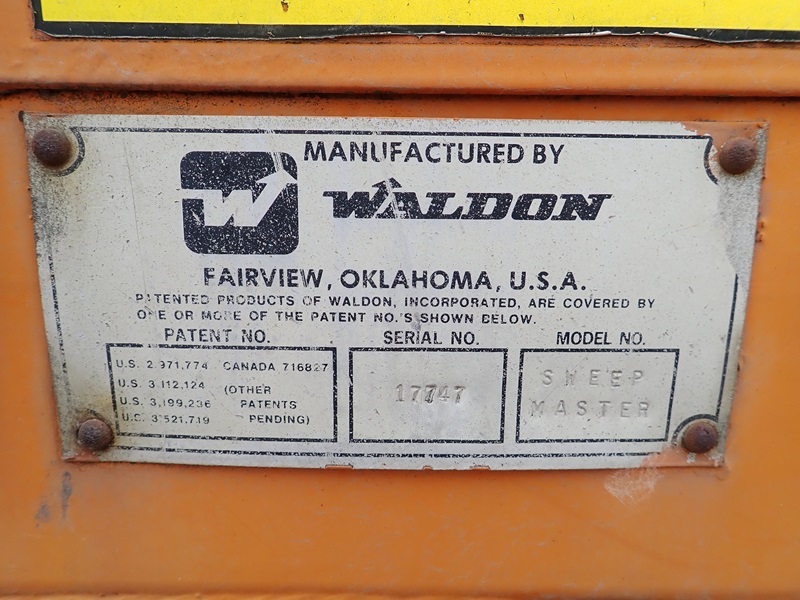 MANUFACTURED BY
W WALDON
FAIRVIEW, OKLAHOMA, U.S.A.
PATENTED PRODUCTS OF WALDON, INCORPORATED, ARE COVERED BY
ONE OR MORE OF THE PATENT NO.'S SHOWN BELOW.
PATENT NO. SERIAL NO. MODEL NO.
U.S. 2,971,774 CANADA 716827
U.S. 3,112,124 (OTHER
U.S. 3,199,236 PATENTS
U.S. 3,521,719 PENDING)
17747
SWEEP
MASTER